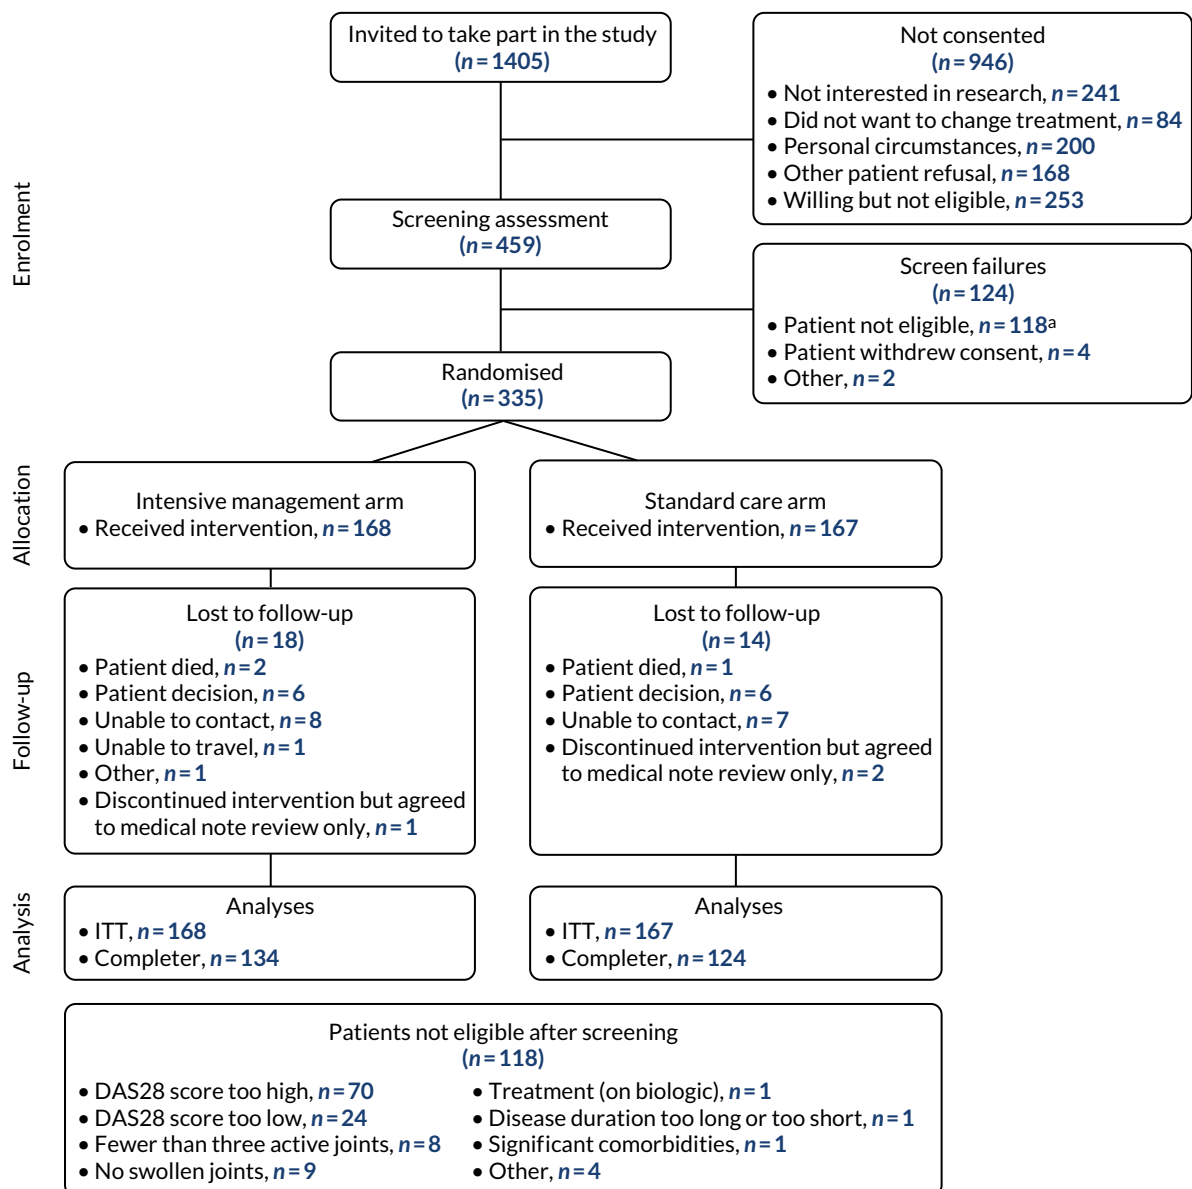 Invited to take part in the study
(n=1405)
Not consented
(n=946)
• Not interested in research, n=241
• Did not want to change treatment, n=84
• Personal circumstances, n=200
• Other patient refusal, n=168
• Willing but not eligible, n=253
Enrolment
Screening assessment
(n=459)
Screen failures
(n=124)
• Patient not eligible, n=118a
• Patient withdrew consent, n=4
• Other, n=2
Randomised
(n=335)
Allocation
Intensive management arm
• Received intervention, n=168
Standard care arm
• Received intervention, n=167
Follow-up
Lost to follow-up
(n=18)
• Patient died, n=2
• Patient decision, n=6
• Unable to contact, n=8
• Unable to travel, n=1
• Other, n=1
• Discontinued intervention but agreed
to medical note review only, n=1
Lost to follow-up
(n=14)
• Patient died, n=1
• Patient decision, n=6
• Unable to contact, n=7
• Discontinued intervention but agreed
to medical note review only, n=2
Analysis
Analyses
• ITT, n=168
• Completer, n=134
Analyses
• ITT, n=167
• Completer, n=124
Patients not eligible after screening
(n=118)
• DAS28 score too high, n=70
• DAS28 score too low, n=24
• Fewer than three active joints, n=8
• No swollen joints, n=9
• Treatment (on biologic), n=1
• Disease duration too long or too short, n=1
• Significant comorbidities, n=1
• Other, n=4